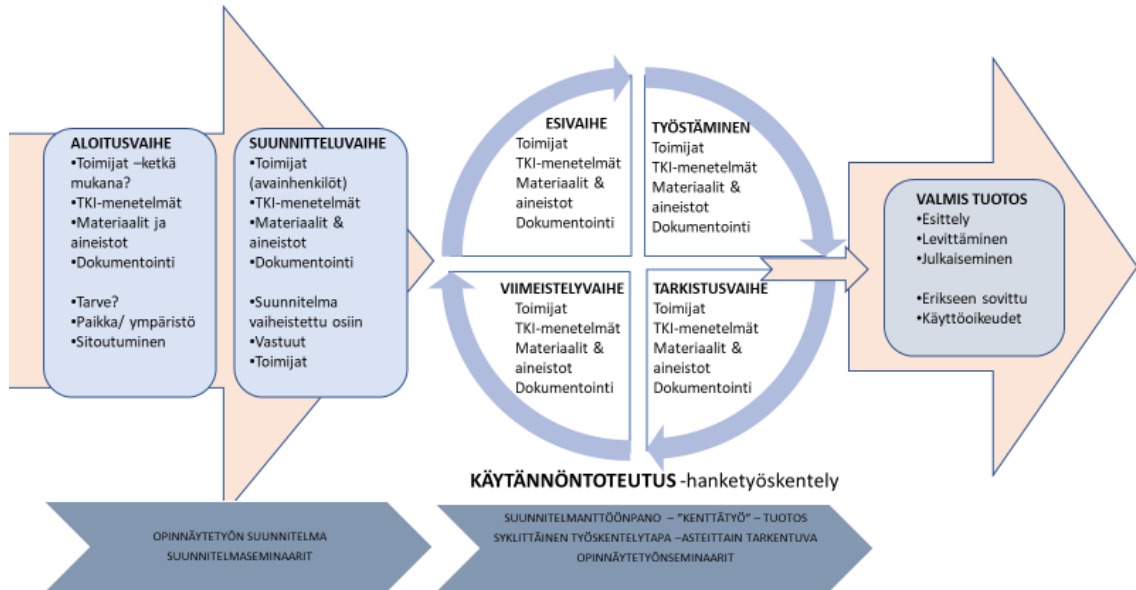 ALOITUSVAIHE
•Toimijat –ketkä
mukana?
•TKI-menetelmät
•Materiaalit ja
aineistot
•Dokumentointi
•Tarve?
•Paikka/ ympäristö
•Sitoutuminen
SUUNNITTELUVAIHE
•Toimijat
(avainhenkilöt)
•TKI-menetelmät
•Materiaalit &
aineistot
•Dokumentointi
•Suunnitelma
vaiheistettu osiin
•Vastuut
•Toimijat
ESIVAIHE
Toimijat
TKI-menetelmät
Materiaalit &
aineistot
Dokumentointi
TYÖSTÄMINEN
Toimijat
TKI-menetelmät
Materiaalit &
aineistot
Dokumentointi
VIIMEISTELYVAIHE
Toimijat
TKI-menetelmät
Materiaalit &
aineistot
Dokumentointi
TARKISTUSVAIHE
Toimijat
TKI-menetelmät
Materiaalit &
aineistot
Dokumentointi
VALMIS TUOTOS
•Esittely
•Levittäminen
•Julkaiseminen
•Erikseen sovittu
•Käyttöoikeudet
KÄYTÄNNÖNTOTEUTUS -hanketyöskentely
OPINNÄYTETYÖN SUUNNITELMA
SUUNNITELMASEMINAARIT
SUUNNITELMANTTÖÖNPANO – "KENTTÄTYÖ" – TUOTOS
SYKLITTÄINEN TYÖSKENTELYTAPA –ASTEITTAIN TARKENTUVA
OPINNÄYTETYÖNSEMINAARIT